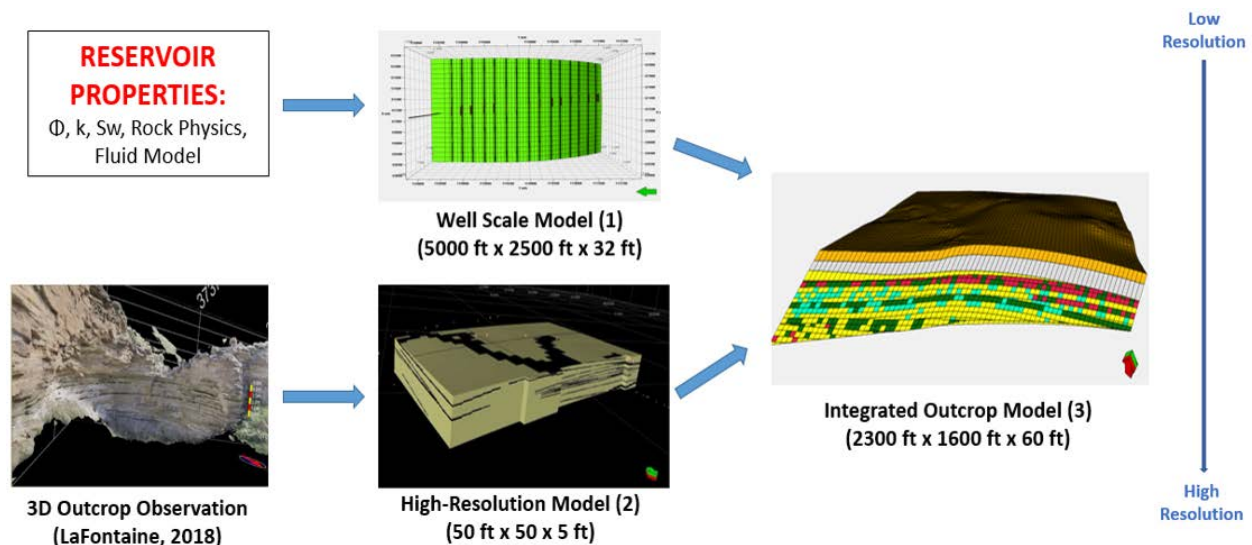 RESERVOIR
PROPERTIES:
Φ, k, Sw, Rock Physics,
Fluid Model
Well Scale Model (1)
(5000 ft x 2500 ft x 32 ft)
Low
Resolution
3D Outcrop Observation
(LaFontaine, 2018)
High-Resolution Model (2)
(50 ft x 50 x 5 ft)
Integrated Outcrop Model (3)
(2300 ft x 1600 ft x 60 ft)
High
Resolution